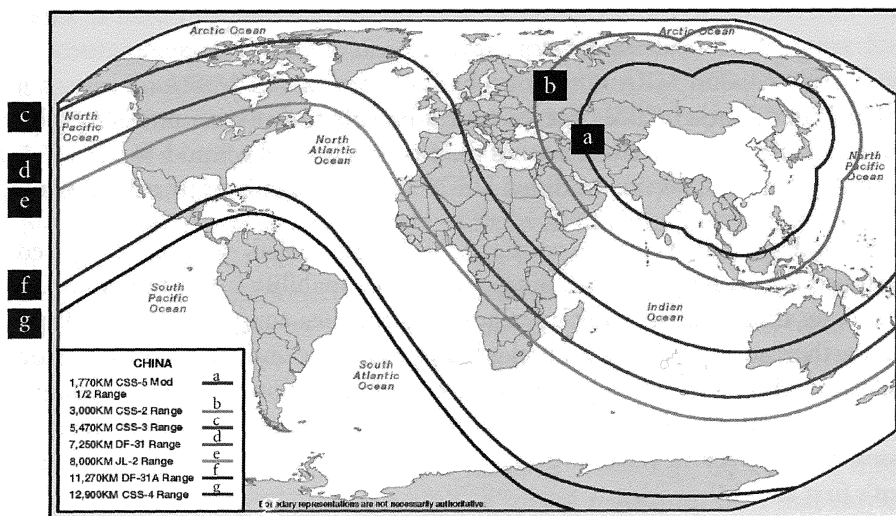 Arctic Ocean
Arctic Ocean
b
c
North
Pacific
Ocean
North
Atlantic
Ocean
a
North
Pacific
Ocean
d
e
f
South
Pacific
Ocean
Indian
Ocean
g
South
Atlantic
Ocean
CHINA
1,770KM CSS-5 Mod a
1/2 Range
3,000KM CSS-2 Range b
5,470KM CSS-3 Range c
7,250KM DF-31 Range d
8,000KM JL-2 Range e
11,270KM DF-31A Range f
12,900KM CSS-4 Range g
Boundary representations are not necessarily authoritative.